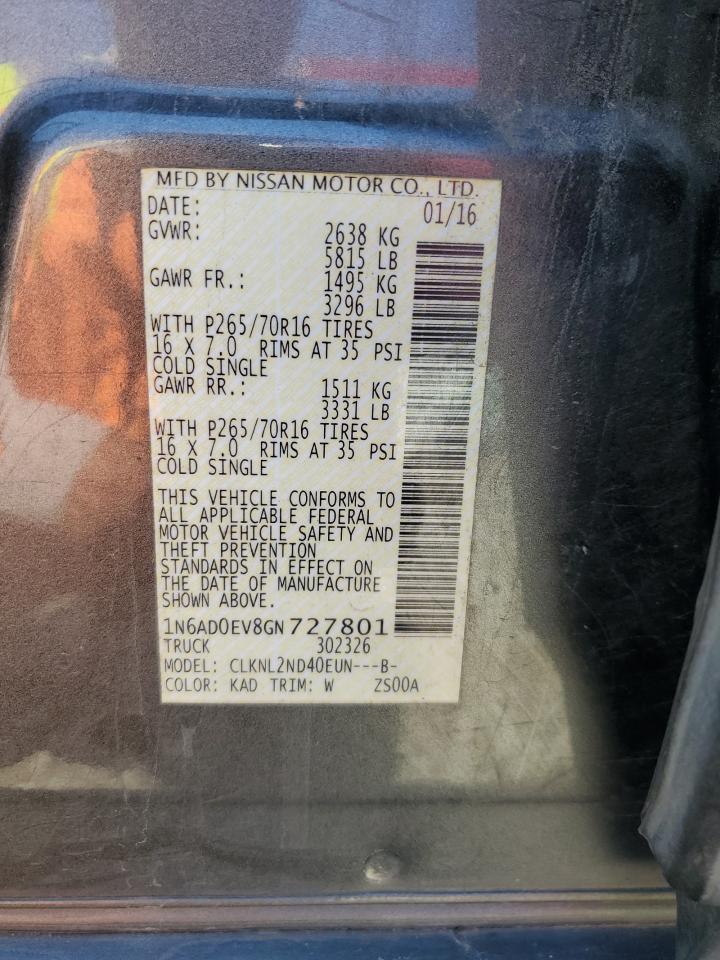 MFD BY NISSAN MOTOR CO., LTD.
DATE: 01/16
GVWR: 2638 KG
5815 LB
GAWR FR.: 1495 KG
3296 LB
WITH P265/70R16 TIRES
16 X 7.0 RIMS AT 35 PSI
COLD SINGLE
GAWR RR.: 1511 KG
3331 LB
WITH P265/70R16 TIRES
16 X 7.0 RIMS AT 35 PSI
COLD SINGLE
THIS VEHICLE CONFORMS TO
ALL APPLICABLE FEDERAL
MOTOR VEHICLE SAFETY AND
THEFT PREVENTION
STANDARDS IN EFFECT ON
THE DATE OF MANUFACTURE
SHOWN ABOVE.
1N6AD0EV8GN727801
TRUCK 302326
MODEL: CLKNL2ND40EUN---B-
COLOR: KAD TRIM: W ZS00A